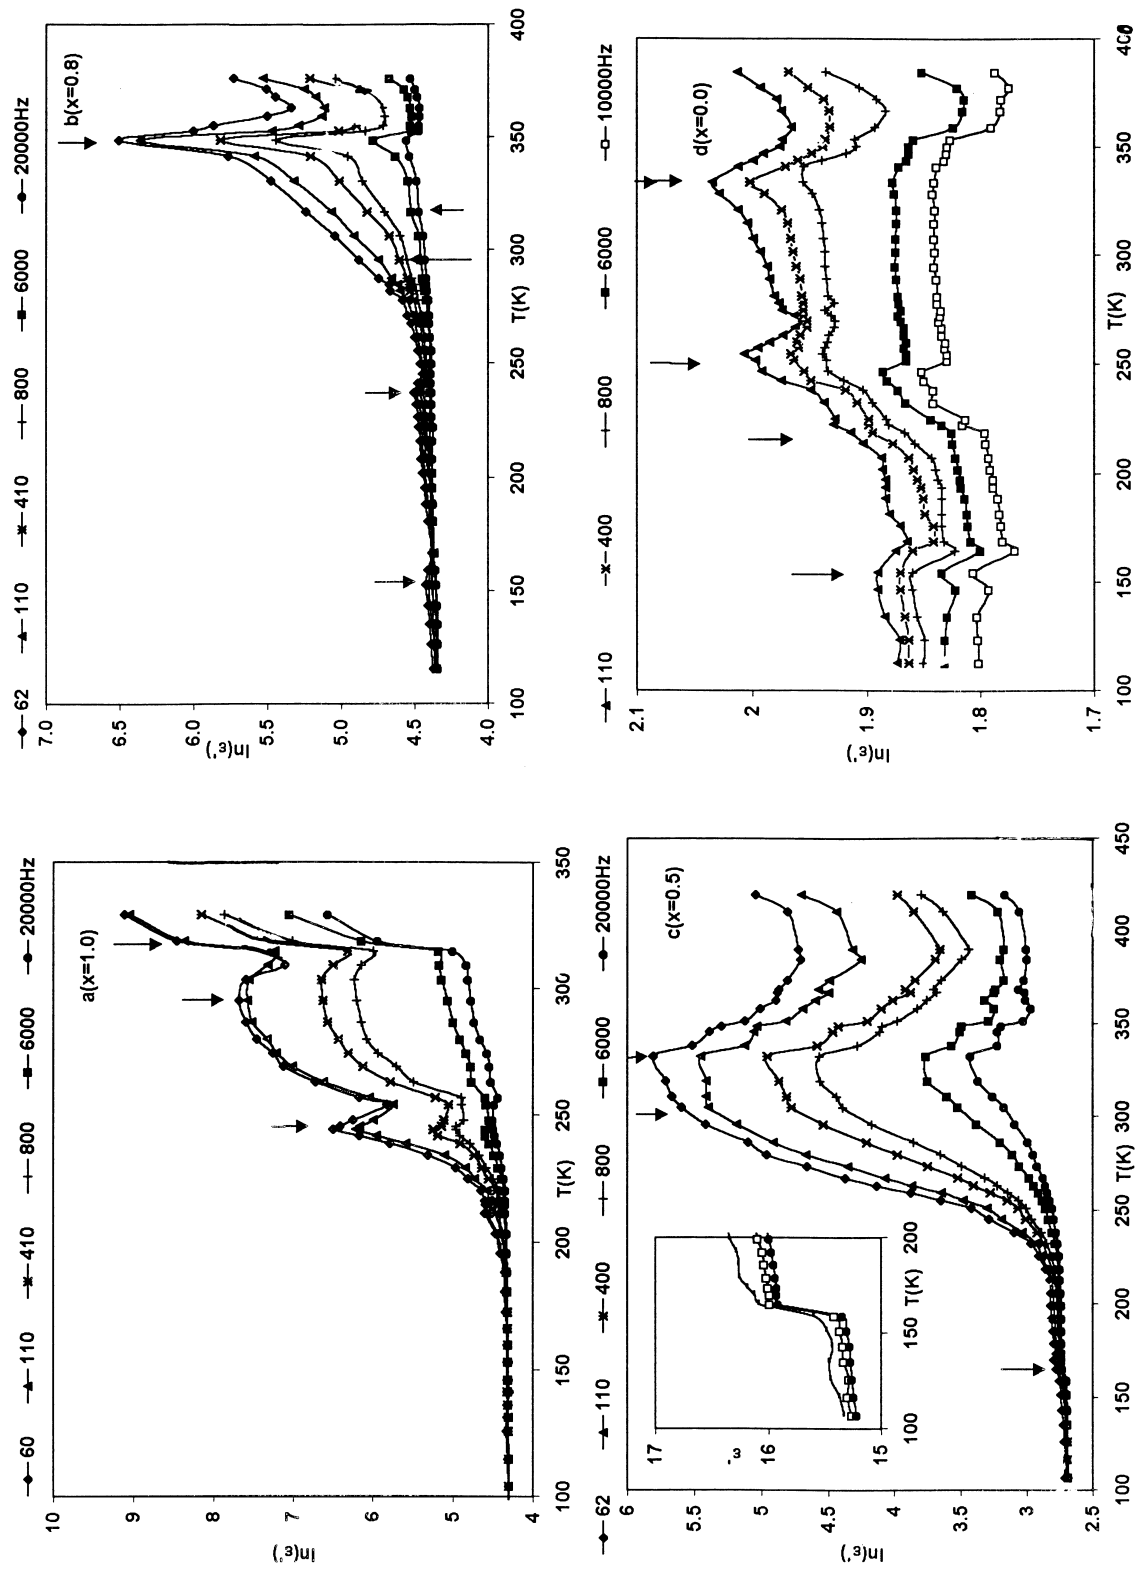 60 110 410 800 6000 20000Hz
a(x=1.0)
ln(ε')
10
9
8
7
6
5
4
100 150 200 250 300 350
T(K)
62 110 410 800 6000 20000Hz
b(x=0.8)
ln(ε')
7.0
6.5
6.0
5.5
5.0
4.5
4.0
100 150 200 250 300 350 400
T(K)
62 110 400 800 6000 20000Hz
c(x=0.5)
ln(ε')
6
5.5
5
4.5
4
3.5
3
2.5
100 150 200 250 300 350 400 450
T(K)
17
16
15
ε'
100 150 200
T(K)
110 400 800 6000 10000Hz
d(x=0.0)
ln(ε')
2.1
2
1.9
1.8
1.7
100 150 200 250 300 350 400
T(K)